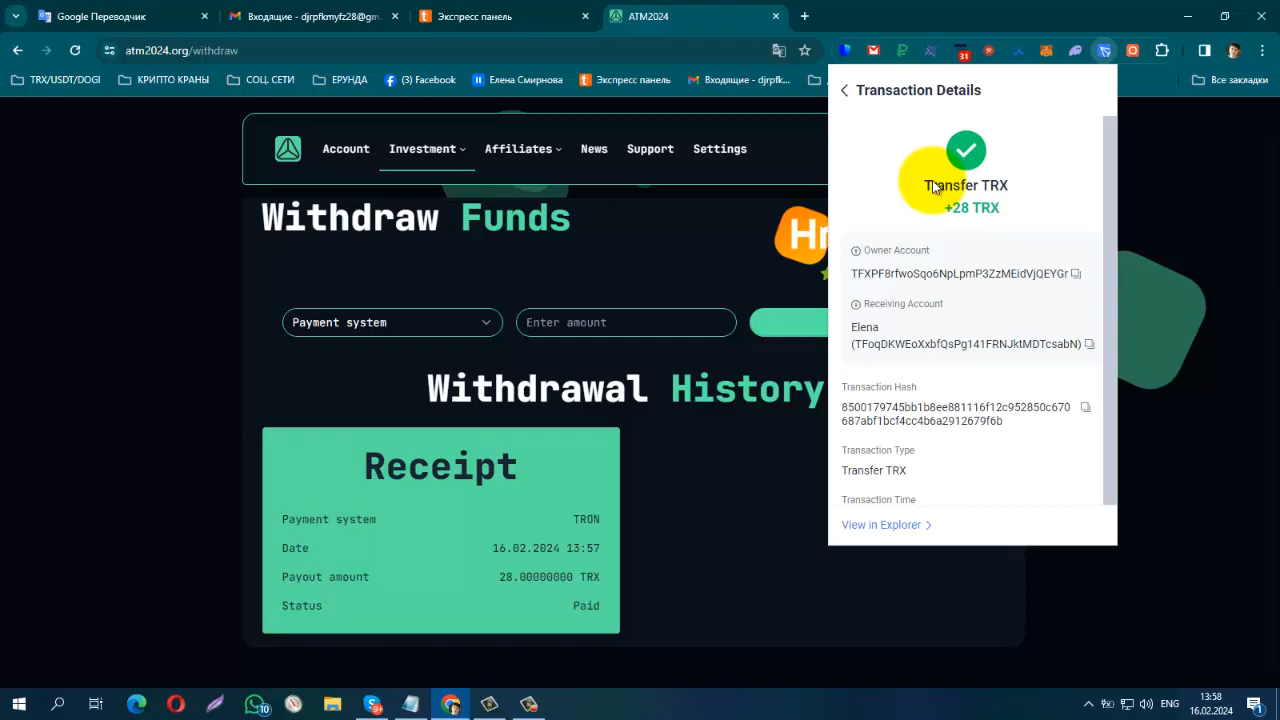 Google Переводчик
Входящие - djrpfkmyfz28@gm
Экспресс панель
ATM2024
atm2024.org/withdraw
31
TRX/USDT/DOGI
КРИПТО КРАНЫ
СОЦ. СЕТИ
ЕРУНДА
(3) Facebook
Елена Смирнова
Экспресс панель
Входящие - djrpfk...
Все закладки
Account
Investment
Affiliates
News
Support
Settings
Withdraw Funds
Payment system
Enter amount
Withdrawal History
Receipt
Payment system TRON
Date 16.02.2024 13:57
Payout amount 28.00000000 TRX
Status Paid
Transaction Details
Transfer TRX
+28 TRX
Owner Account
TFXPF8rfwoSqo6NpLpmP3ZzMEidVjQEYGr
Receiving Account
Elena
(TFoqDKWEoXxbfQsPg141FRNJktMDTcsabN)
Transaction Hash
8500179745bb1b8ee881116f12c952850c670
687abf1bcf4cc4b6a2912679f6b
Transaction Type
Transfer TRX
Transaction Time
View in Explorer
10
9+
ENG
13:58
16.02.2024
1